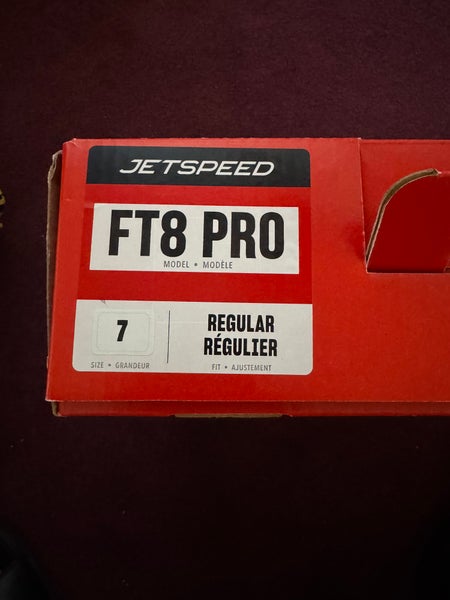 JETSPEED
FT8 PRO
MODEL • MODÈLE
7
SIZE • GRANDEUR
REGULAR
RÉGULIER
FIT • AJUSTEMENT